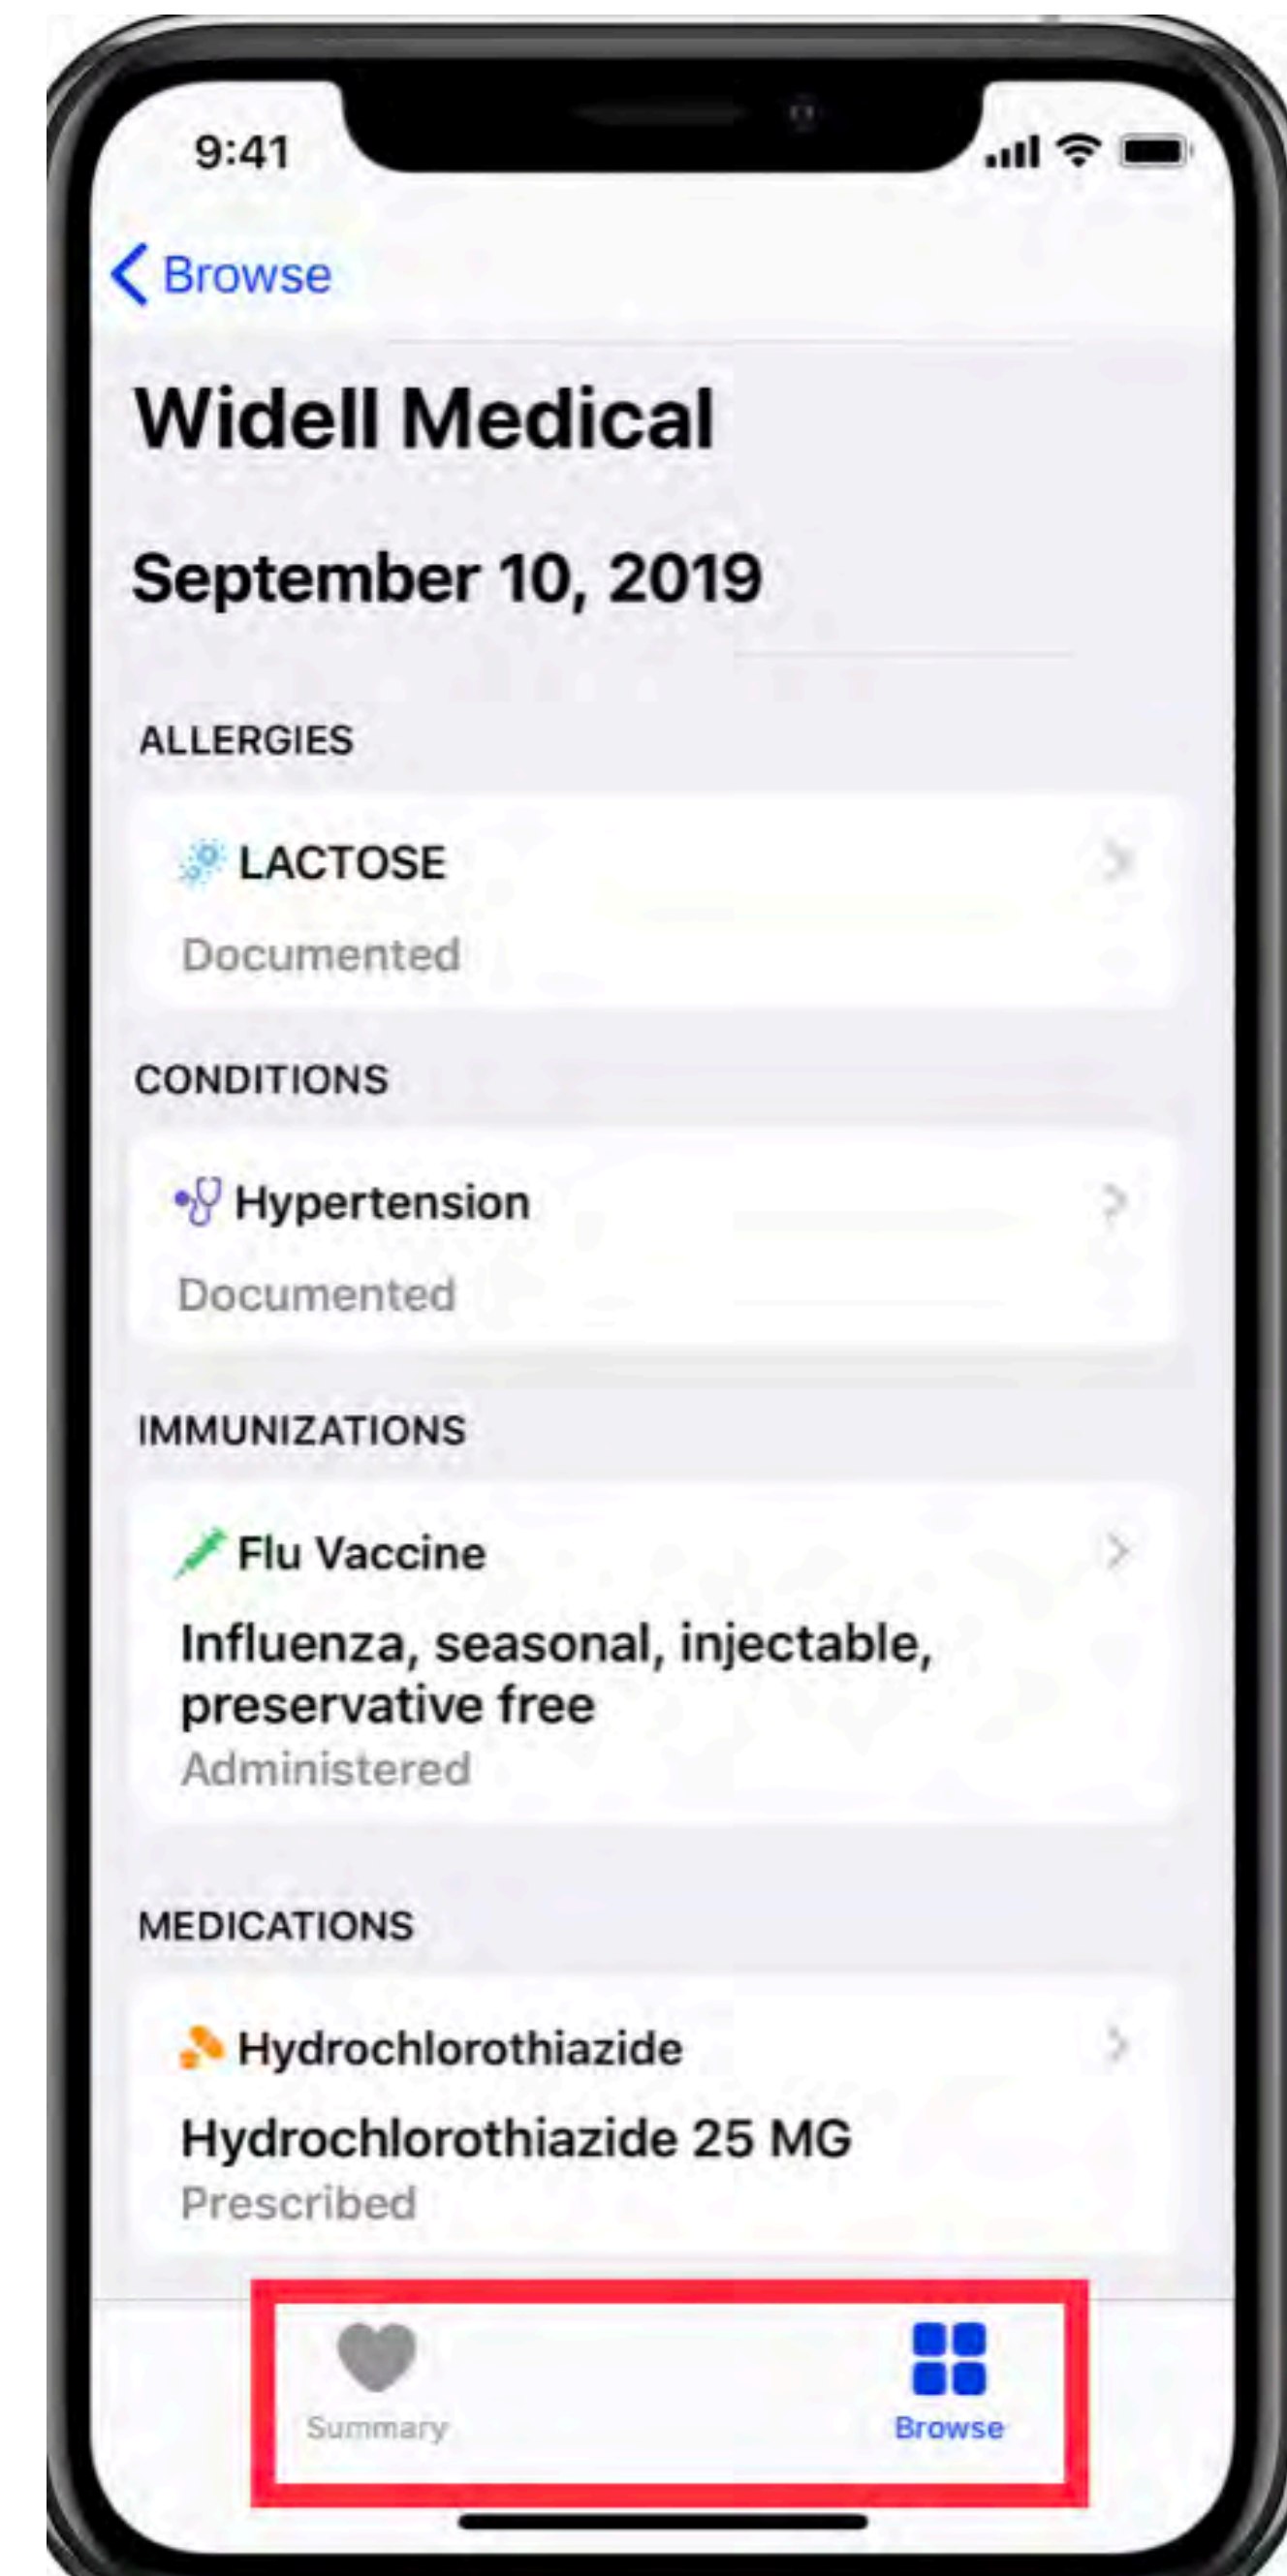 9:41
Browse
Widell Medical
September 10, 2019
ALLERGIES
LACTOSE
Documented
CONDITIONS
Hypertension
Documented
IMMUNIZATIONS
Flu Vaccine
Influenza, seasonal, injectable,
preservative free
Administered
MEDICATIONS
Hydrochlorothiazide
Hydrochlorothiazide 25 MG
Prescribed
Summary
Browse